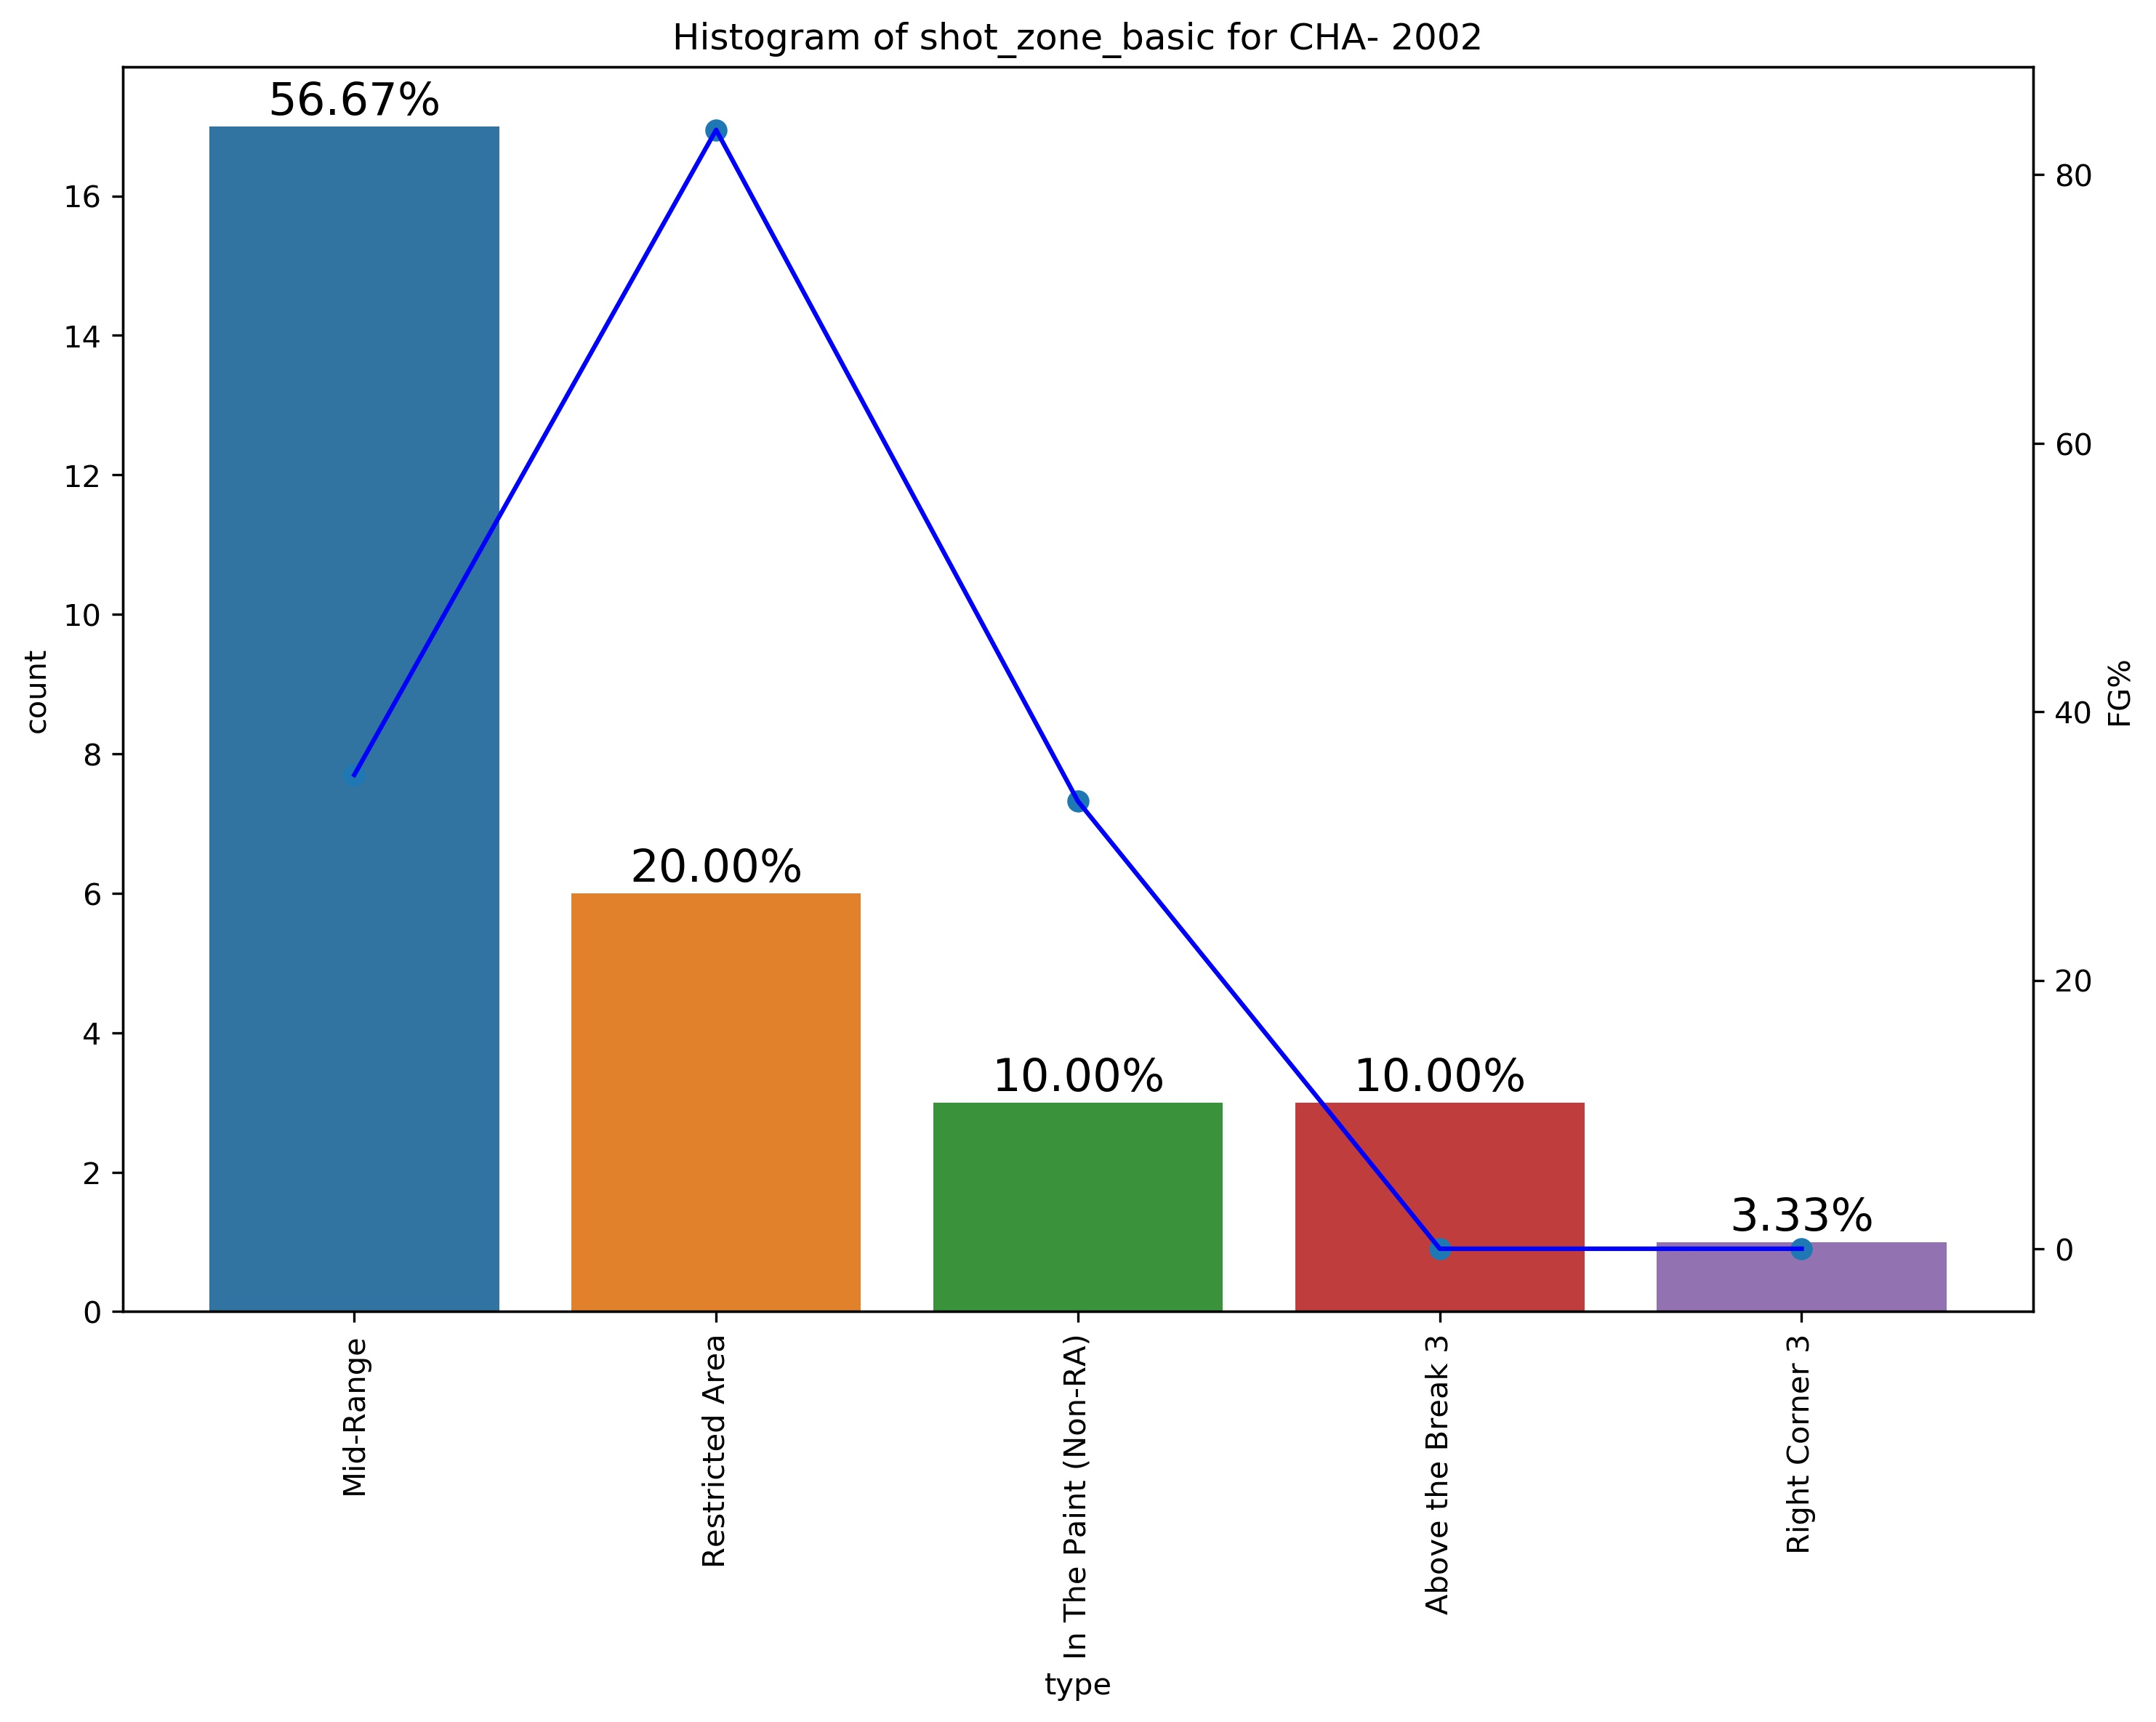 Histogram of shot_zone_basic for CHA- 2002
56.67%
20.00%
10.00%
10.00%
3.33%
count
16
14
12
10
8
6
4
2
0
FG%
80
60
40
20
0
Mid-Range
Restricted Area
In The Paint (Non-RA)
Above the Break 3
Right Corner 3
type